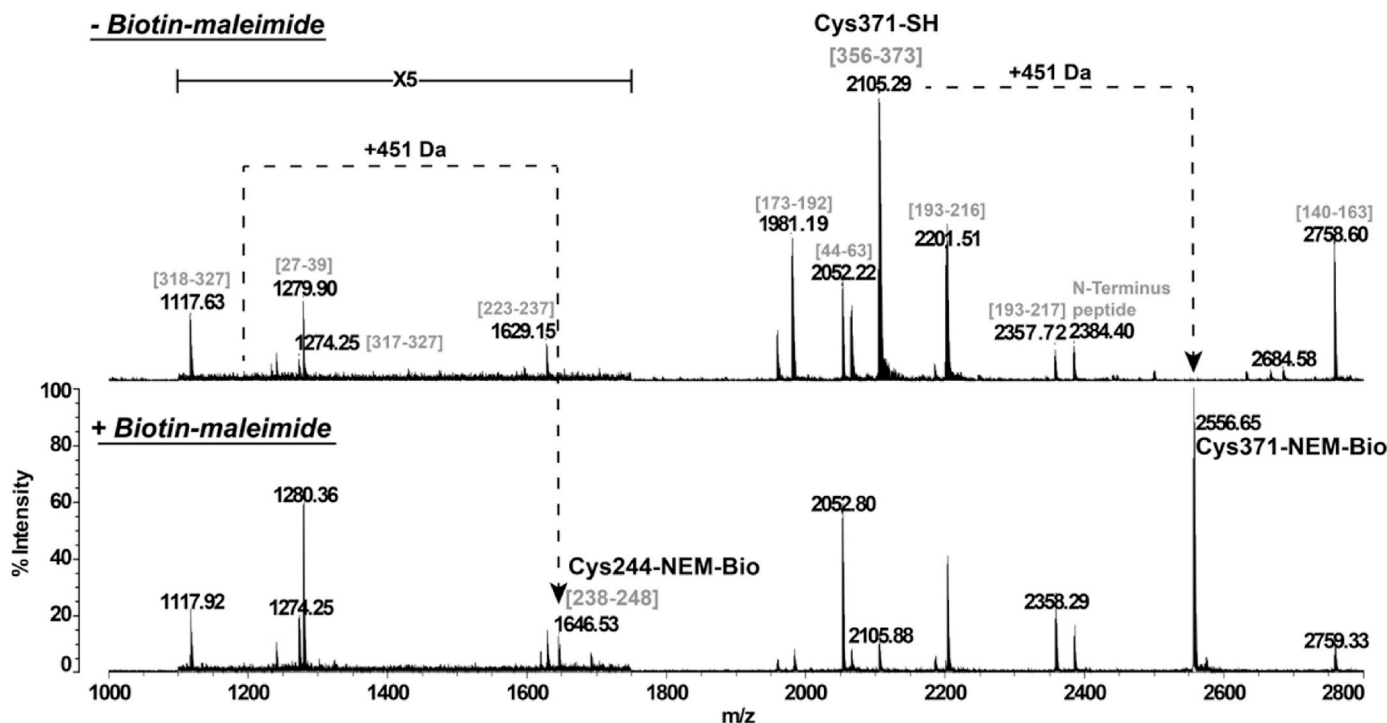 - Biotin-maleimide
Cys371-SH
[356-373]
2105.29
+451 Da
X5
+451 Da
[318-327]
1117.63
[27-39]
1279.90
1274.25 [317-327]
[223-237]
1629.15
[173-192]
1981.19
[44-63]
2052.22
[193-216]
2201.51
[193-217]
2357.72
N-Terminus
peptide
2384.40
2684.58
[140-163]
2758.60
+ Biotin-maleimide
% Intensity
100
80
60
40
20
0
1117.92
1280.36
1274.25
Cys244-NEM-Bio
[238-248]
1646.53
2052.80
2105.88
2358.29
2556.65
Cys371-NEM-Bio
2759.33
1000 1200 1400 1600 1800 2000 2200 2400 2600 2800
m/z